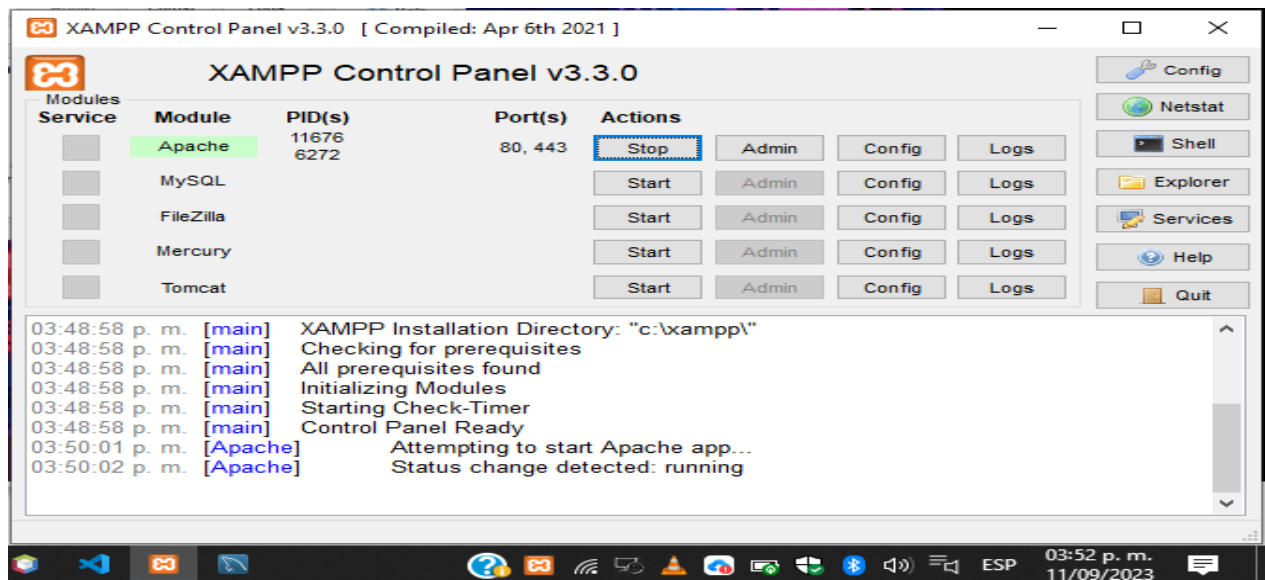 XAMPP Control Panel v3.3.0 [ Compiled: Apr 6th 2021 ]
XAMPP Control Panel v3.3.0
Config
Modules
Service Module PID(s) Port(s) Actions
Netstat
Apache 11676 6272 80, 443 Stop Admin Config Logs
Shell
MySQL Start Admin Config Logs
Explorer
FileZilla Start Admin Config Logs
Services
Mercury Start Admin Config Logs
Help
Tomcat Start Admin Config Logs
Quit
03:48:58 p. m. [main] XAMPP Installation Directory: "c:\xampp\"
03:48:58 p. m. [main] Checking for prerequisites
03:48:58 p. m. [main] All prerequisites found
03:48:58 p. m. [main] Initializing Modules
03:48:58 p. m. [main] Starting Check-Timer
03:48:58 p. m. [main] Control Panel Ready
03:50:01 p. m. [Apache] Attempting to start Apache app...
03:50:02 p. m. [Apache] Status change detected: running
ESP
03:52 p. m.
11/09/2023